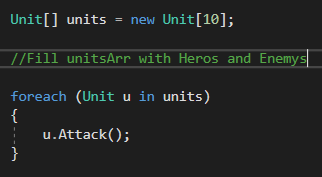 Unit[] units = new Unit[10];
//Fill unitsArr with Heros and Enemys
foreach (Unit u in units)
{
u.Attack();
}